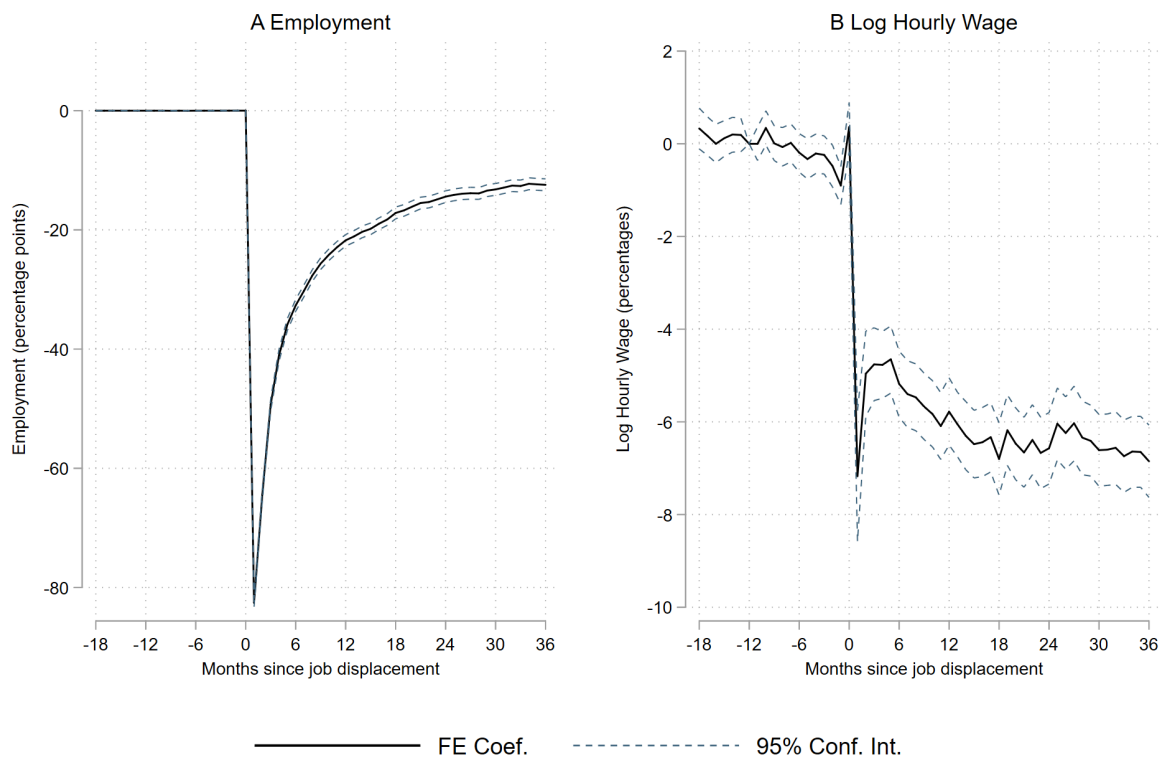 A Employment
0
-20
-40
-60
-80
Employment (percentage points)
-18 -12 -6 0 6 12 18 24 30 36
Months since job displacement
B Log Hourly Wage
2
0
-2
-4
-6
-8
-10
Log Hourly Wage (percentages)
-18 -12 -6 0 6 12 18 24 30 36
Months since job displacement
FE Coef. 95% Conf. Int.